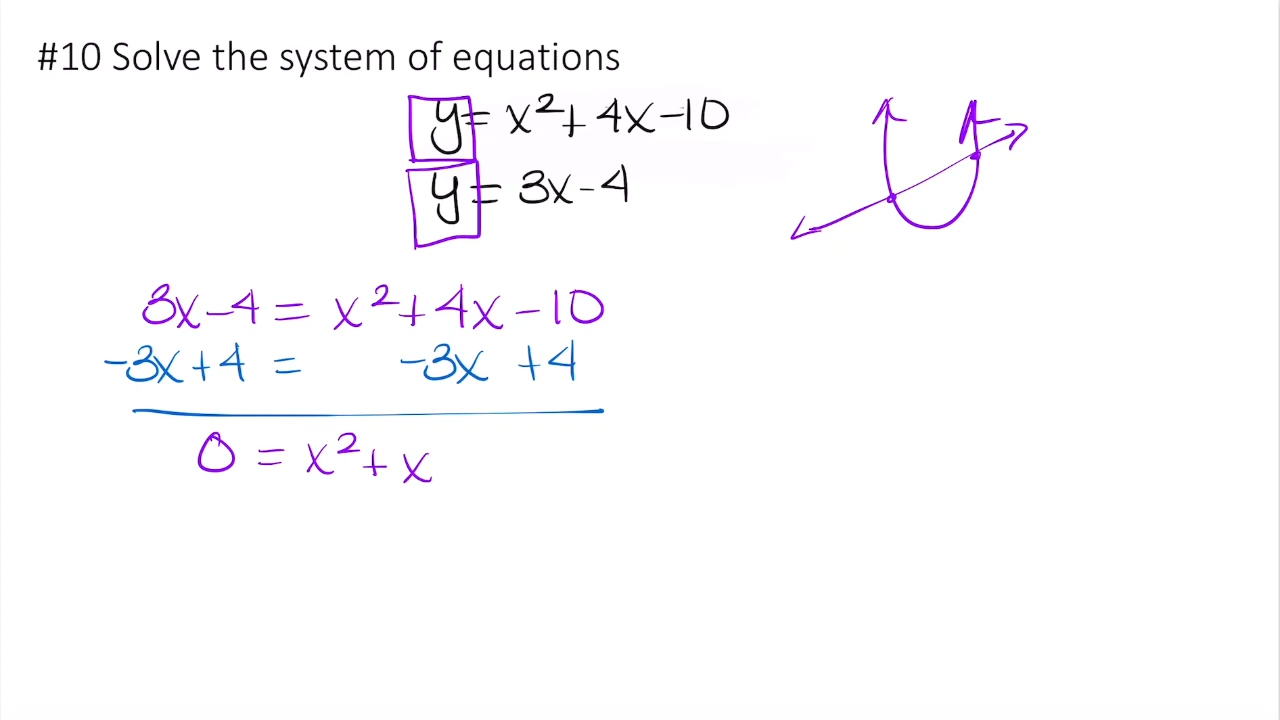 #10 Solve the system of equations
y = x² + 4x - 10
y = 3x - 4
3x - 4 = x² + 4x - 10
-3x + 4 = -3x + 4
0 = x² + x